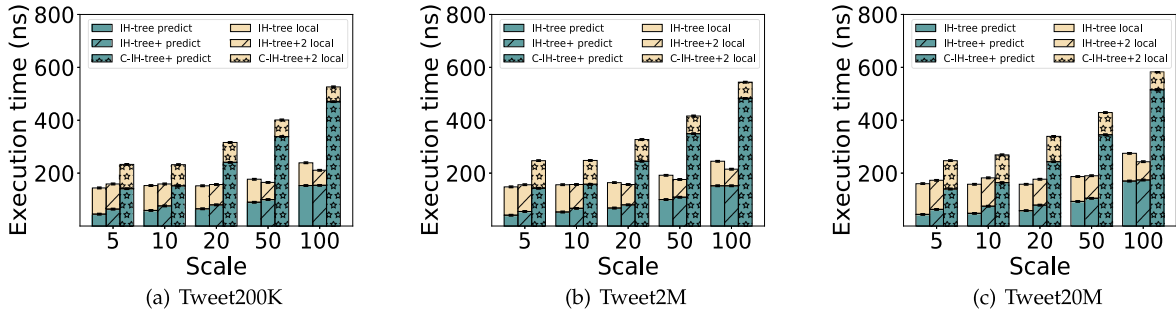 Execution time (ns)
800
600
400
200
IH-tree predict
IH-tree+ predict
C-IH-tree+ predict
IH-tree local
IH-tree+2 local
C-IH-tree+2 local
5 10 20 50 100
Scale
(a) Tweet200K
Execution time (ns)
800
600
400
200
IH-tree predict
IH-tree+ predict
C-IH-tree+ predict
IH-tree local
IH-tree+2 local
C-IH-tree+2 local
5 10 20 50 100
Scale
(b) Tweet2M
Execution time (ns)
800
600
400
200
IH-tree predict
IH-tree+ predict
C-IH-tree+ predict
IH-tree local
IH-tree+2 local
C-IH-tree+2 local
5 10 20 50 100
Scale
(c) Tweet20M